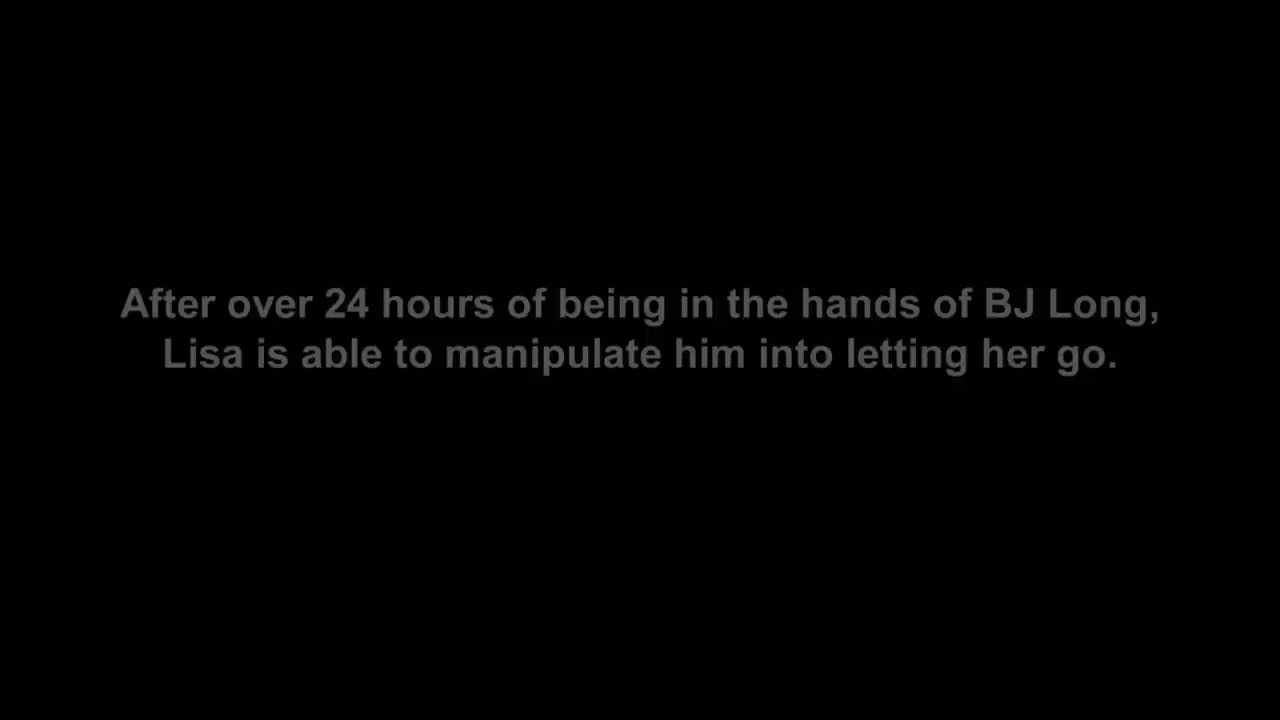 After over 24 hours of being in the hands of BJ Long,
Lisa is able to manipulate him into letting her go.